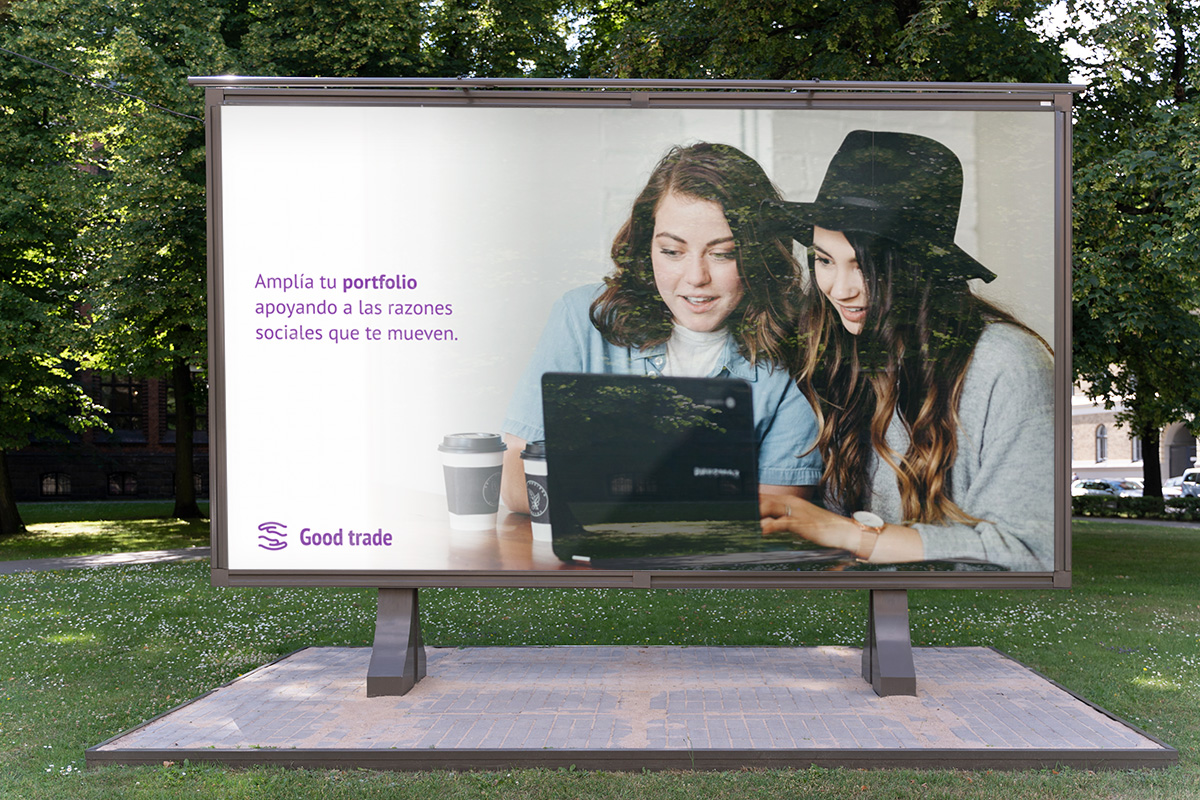 Amplía tu portfolio
apoyando a las razones
sociales que te mueven.
Good trade